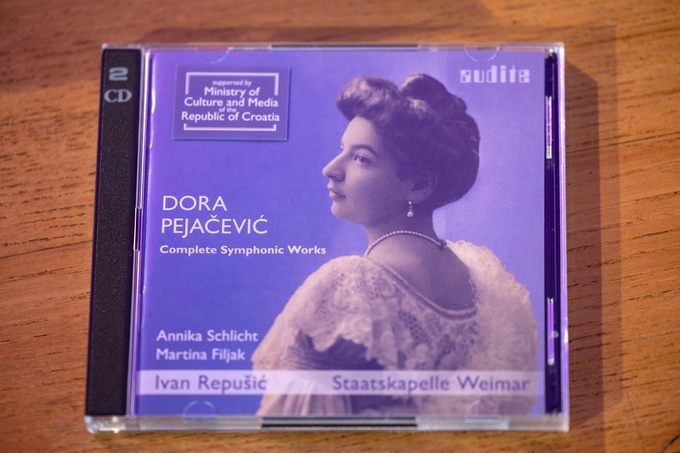 2
CD
supported by
Ministry of
Culture and Media
of the
Republic of Croatia
audite
DORA
PEJAČEVIĆ
Complete Symphonic Works
Annika Schlicht
Martina Filjak
Ivan Repušić Staatskapelle Weimar